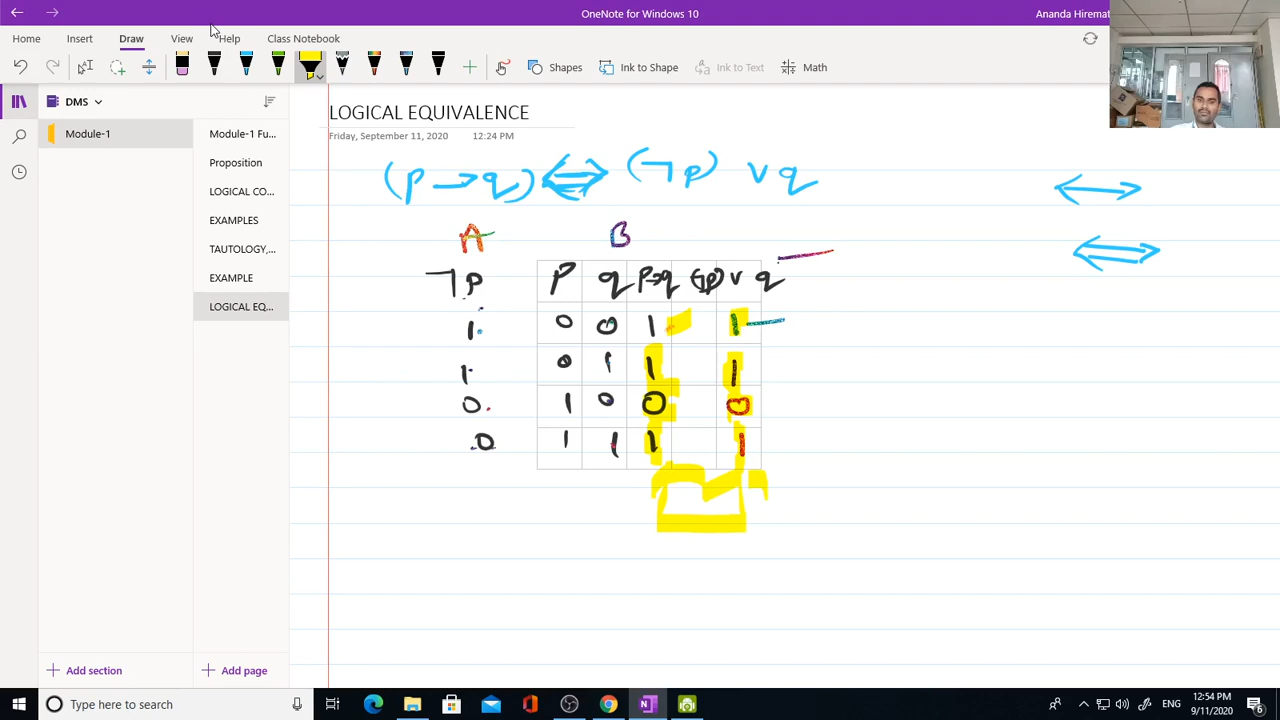 OneNote for Windows 10
Ananda Hiremat
Home Insert Draw View Help Class Notebook
Shapes Ink to Shape Ink to Text Math
DMS
Module-1
Module-1 Fu...
Proposition
LOGICAL CO...
EXAMPLES
TAUTOLOGY,...
EXAMPLE
LOGICAL EQ...
LOGICAL EQUIVALENCE
Friday, September 11, 2020 12:24 PM
(p → q) ⇔ (¬p) ∨ q ↔
A B ⇔
¬p p q p→q (¬p) ∨ q
1 0 0 1 1
1 0 1 1 1
0 1 0 0 0
0 1 1 1 1
Add section
Add page
Type here to search
ENG
12:54 PM
9/11/2020
6